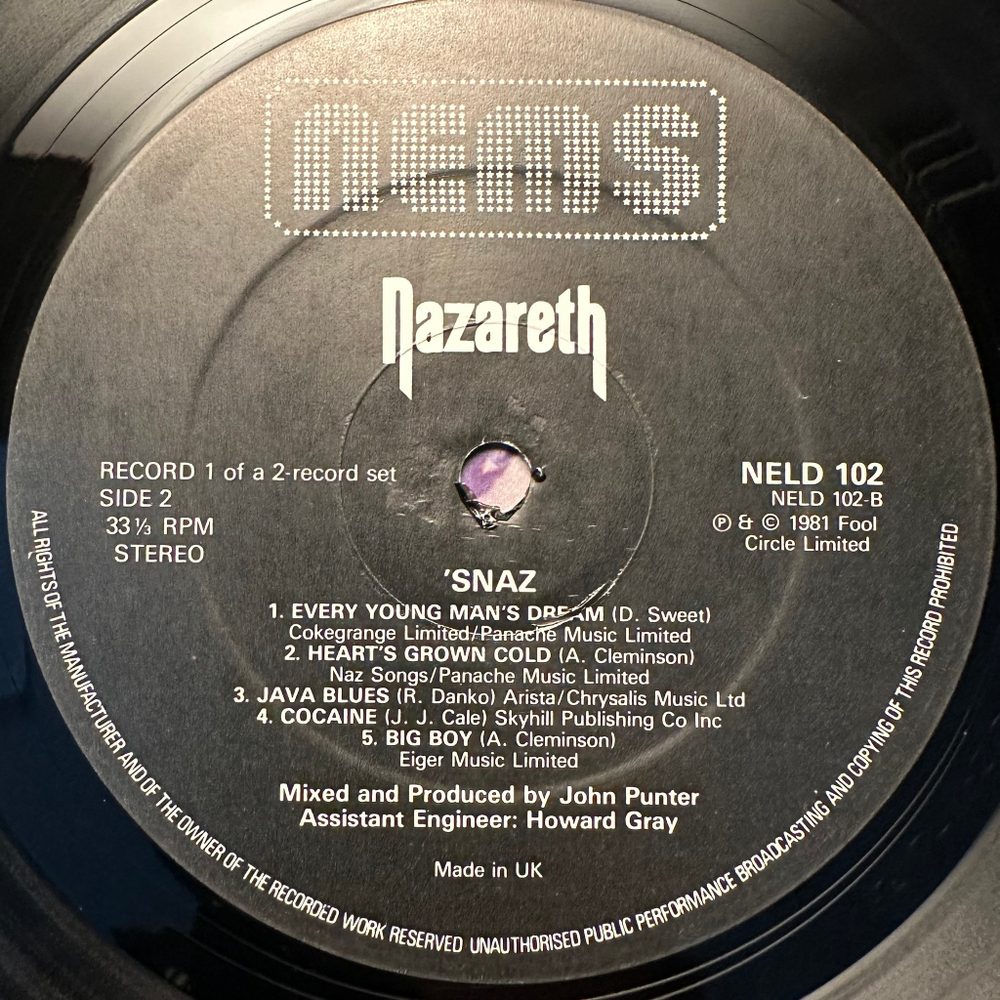 nems
Nazareth
RECORD 1 of a 2-record set
SIDE 2
33⅓ RPM
STEREO
NELD 102
NELD 102-B
℗ & © 1981 Fool
Circle Limited
'SNAZ
1. EVERY YOUNG MAN'S DREAM (D. Sweet)
Cokegrange Limited/Panache Music Limited
2. HEART'S GROWN COLD (A. Cleminson)
Naz Songs/Panache Music Limited
3. JAVA BLUES (R. Danko) Arista/Chrysalis Music Ltd
4. COCAINE (J. J. Cale) Skyhill Publishing Co Inc
5. BIG BOY (A. Cleminson)
Eiger Music Limited
Mixed and Produced by John Punter
Assistant Engineer: Howard Gray
Made in UK
ALL RIGHTS OF THE MANUFACTURER AND OF THE OWNER OF THE RECORDED WORK RESERVED UNAUTHORISED PUBLIC PERFORMANCE BROADCASTING AND COPYING OF THIS RECORD PROHIBITED